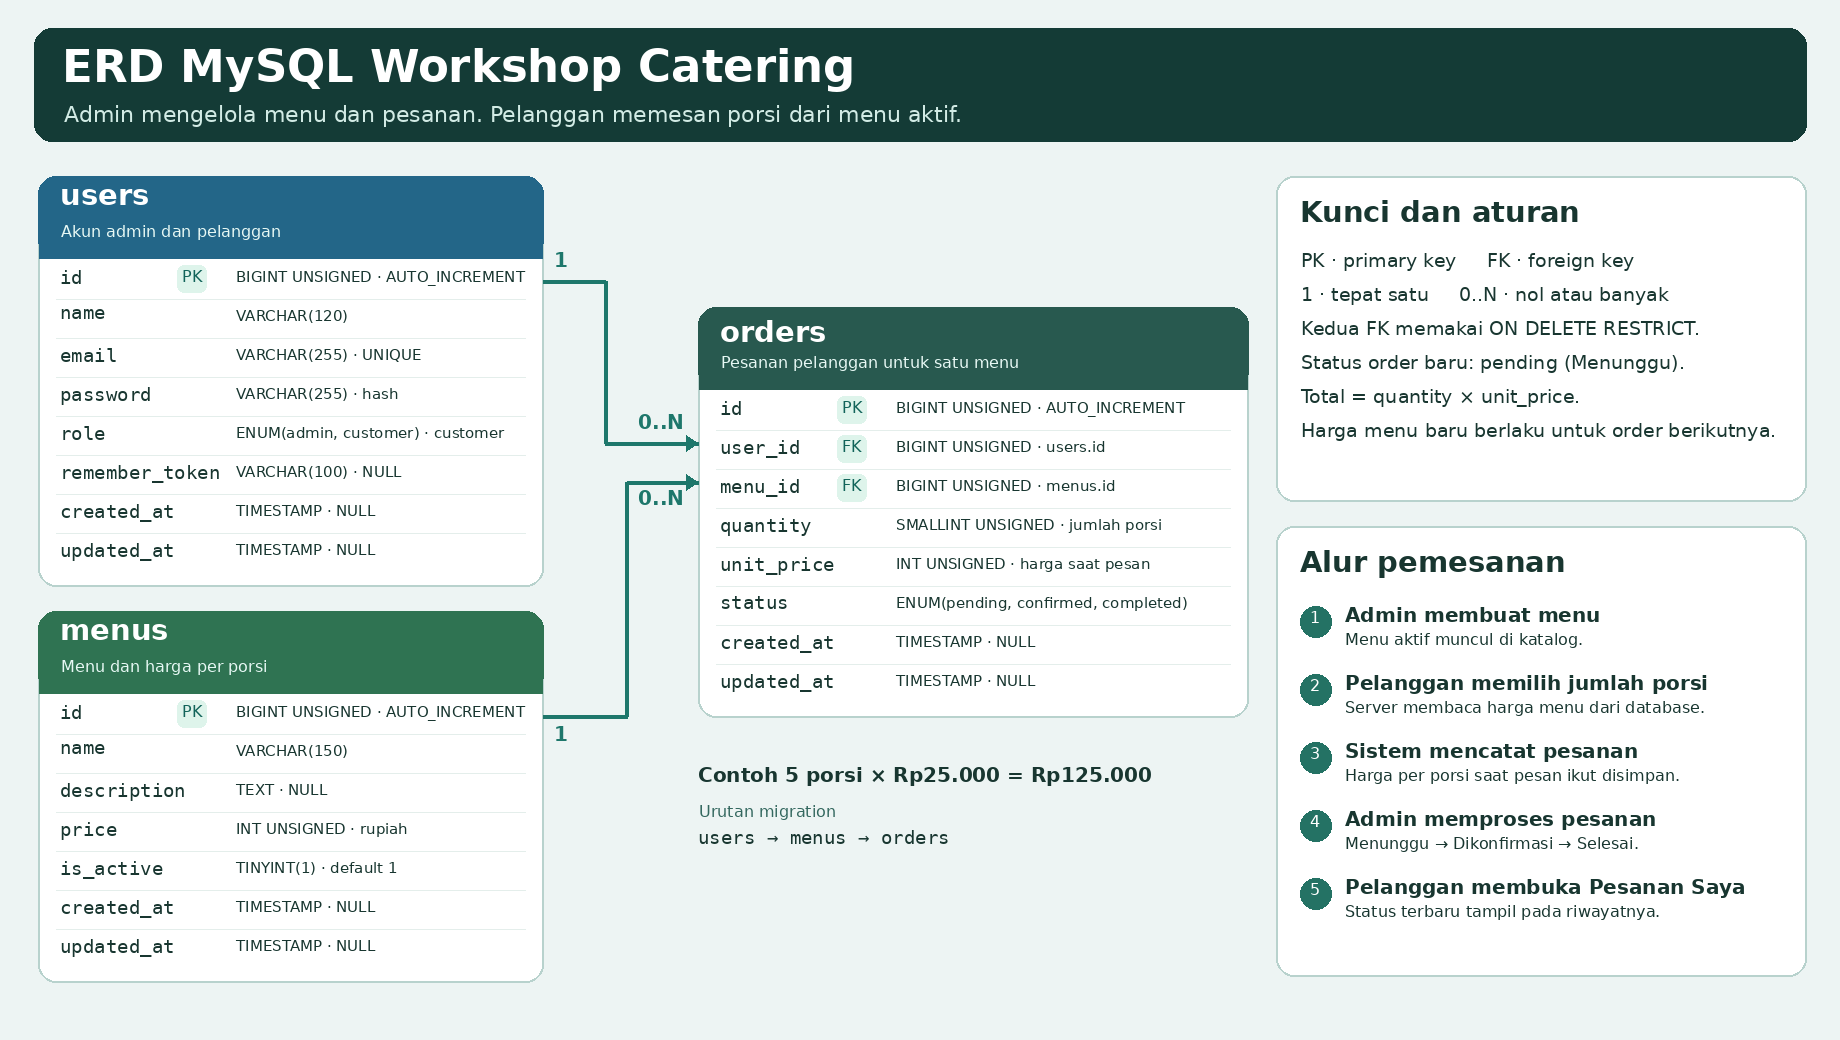 ERD MySQL Workshop Catering
Admin mengelola menu dan pesanan. Pelanggan memesan porsi dari menu aktif.
users
Akun admin dan pelanggan
id PK BIGINT UNSIGNED · AUTO_INCREMENT
name VARCHAR(120)
email VARCHAR(255) · UNIQUE
password VARCHAR(255) · hash
role ENUM(admin, customer) · customer
remember_token VARCHAR(100) · NULL
created_at TIMESTAMP · NULL
updated_at TIMESTAMP · NULL
menus
Menu dan harga per porsi
id PK BIGINT UNSIGNED · AUTO_INCREMENT
name VARCHAR(150)
description TEXT · NULL
price INT UNSIGNED · rupiah
is_active TINYINT(1) · default 1
created_at TIMESTAMP · NULL
updated_at TIMESTAMP · NULL
1
0..N
0..N
1
orders
Pesanan pelanggan untuk satu menu
id PK BIGINT UNSIGNED · AUTO_INCREMENT
user_id FK BIGINT UNSIGNED · users.id
menu_id FK BIGINT UNSIGNED · menus.id
quantity SMALLINT UNSIGNED · jumlah porsi
unit_price INT UNSIGNED · harga saat pesan
status ENUM(pending, confirmed, completed)
created_at TIMESTAMP · NULL
updated_at TIMESTAMP · NULL
Contoh 5 porsi × Rp25.000 = Rp125.000
Urutan migration
users → menus → orders
Kunci dan aturan
PK · primary key FK · foreign key
1 · tepat satu 0..N · nol atau banyak
Kedua FK memakai ON DELETE RESTRICT.
Status order baru: pending (Menunggu).
Total = quantity × unit_price.
Harga menu baru berlaku untuk order berikutnya.
Alur pemesanan
1 Admin membuat menu
Menu aktif muncul di katalog.
2 Pelanggan memilih jumlah porsi
Server membaca harga menu dari database.
3 Sistem mencatat pesanan
Harga per porsi saat pesan ikut disimpan.
4 Admin memproses pesanan
Menunggu → Dikonfirmasi → Selesai.
5 Pelanggan membuka Pesanan Saya
Status terbaru tampil pada riwayatnya.